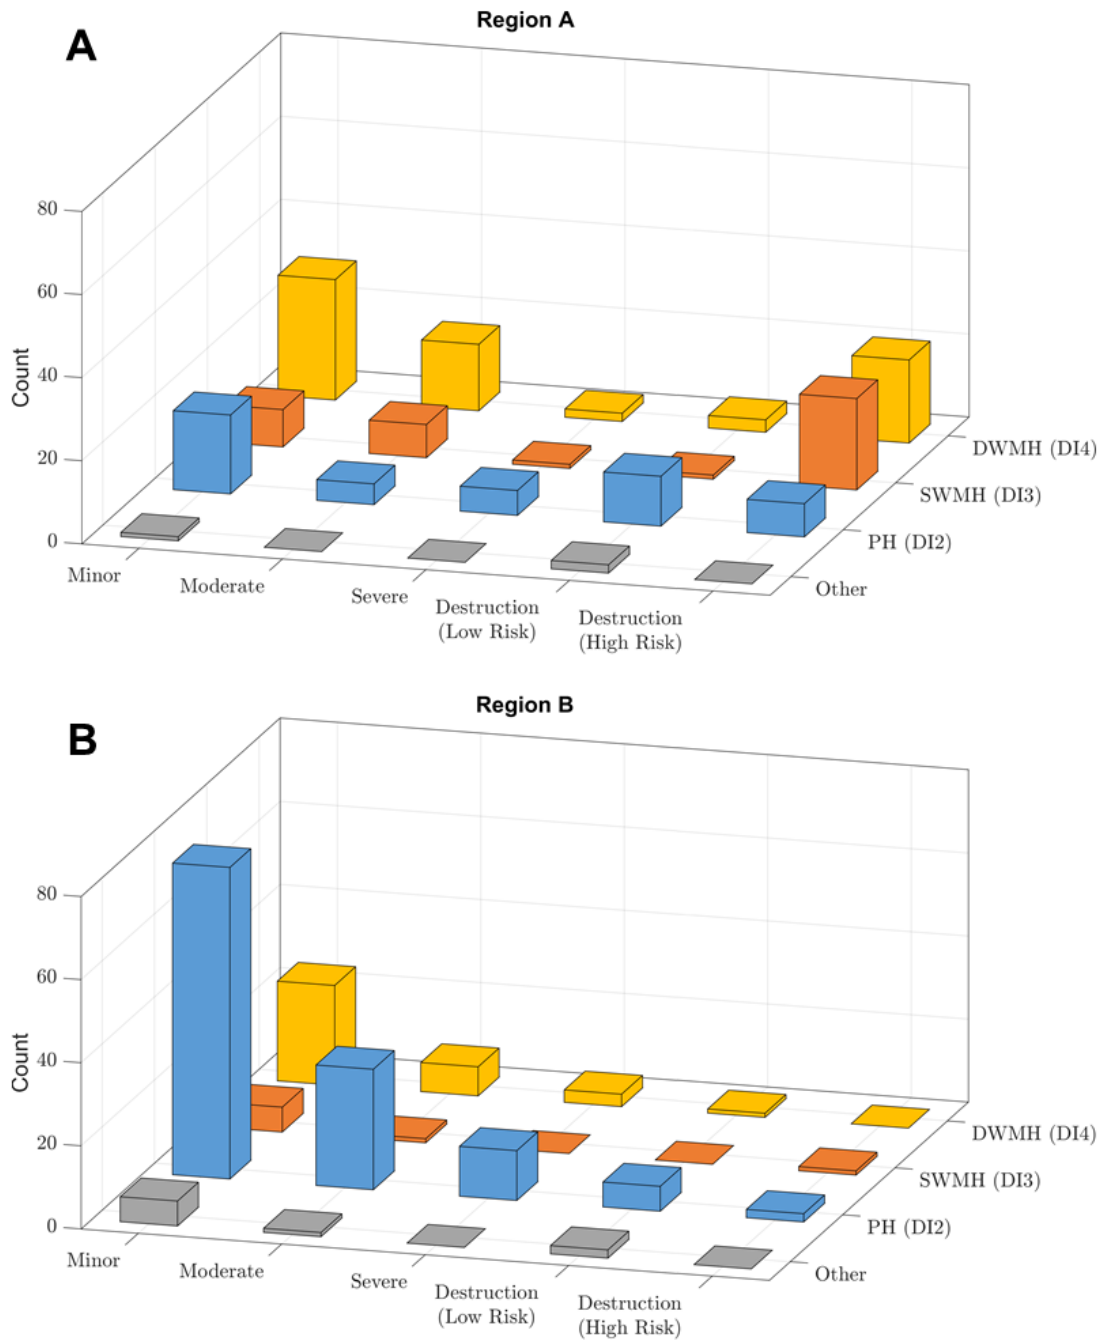 A
Region A
80
60
40
20
0
Count
Minor
Moderate
Severe
Destruction
(Low Risk)
Destruction
(High Risk)
DWMH (DI4)
SWMH (DI3)
PH (DI2)
Other
B
Region B
80
60
40
20
0
Count
Minor
Moderate
Severe
Destruction
(Low Risk)
Destruction
(High Risk)
DWMH (DI4)
SWMH (DI3)
PH (DI2)
Other